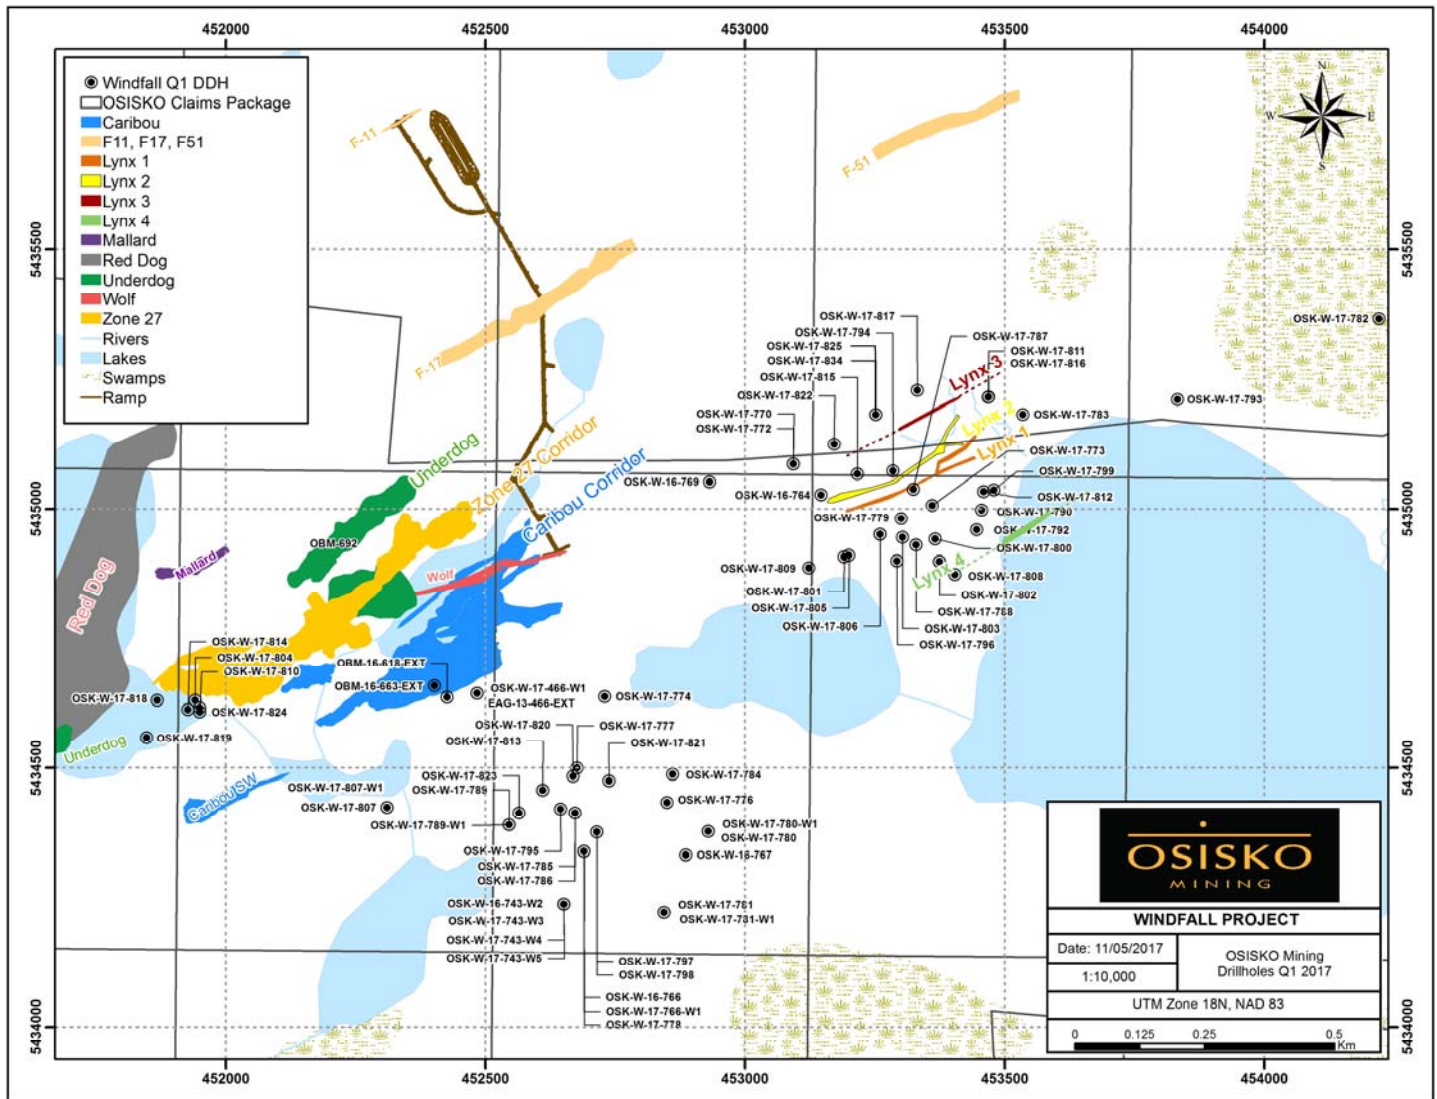 452000
452500
453000
453500
454000
Windfall Q1 DDH
OSISKO Claims Package
Caribou
F11, F17, F51
Lynx 1
Lynx 2
Lynx 3
Lynx 4
Mallard
Red Dog
Underdog
Wolf
Zone 27
Rivers
Lakes
Swamps
Ramp
N
W
E
S
F-11
F-51
F-17
5435500
5435500
OSK-W-17-782
OSK-W-17-817
OSK-W-17-794
OSK-W-17-787
OSK-W-17-825
OSK-W-17-811
OSK-W-17-834
OSK-W-17-816
OSK-W-17-815
Lynx 3
OSK-W-17-822
OSK-W-17-793
OSK-W-17-770
OSK-W-17-783
OSK-W-17-772
Lynx 2
Lynx 1
OSK-W-17-773
Underdog
Zone 27 Corridor
Caribou Corridor
OSK-W-17-799
OSK-W-16-769
OSK-W-16-764
OSK-W-17-812
5435000
5435000
OSK-W-17-790
OSK-W-17-779
OSK-W-17-792
OBM-692
OSK-W-17-800
Mallard
Wolf
Red Dog
OSK-W-17-809
Lynx 4
OSK-W-17-808
OSK-W-17-801
OSK-W-17-802
OSK-W-17-805
OSK-W-17-788
OSK-W-17-806
OSK-W-17-803
OSK-W-17-796
OSK-W-17-814
OSK-W-17-804
OSK-W-17-810
OBM-16-618-EXT
OBM-16-663-EXT
OSK-W-17-466-W1
EAG-13-466-EXT
OSK-W-17-774
OSK-W-17-818
OSK-W-17-824
OSK-W-17-819
Underdog
OSK-W-17-820
OSK-W-17-777
OSK-W-17-813
OSK-W-17-821
5434500
5434500
OSK-W-17-823
OSK-W-17-784
Caribou SW
OSK-W-17-807-W1
OSK-W-17-789
OSK-W-17-776
OSK-W-17-807
OSK-W-17-789-W1
OSK-W-17-780-W1
OSK-W-17-780
OSK-W-17-795
OSK-W-16-767
OSK-W-17-785
OSK-W-17-786
OSK-W-16-743-W2
OSK-W-17-781
OSK-W-17-743-W3
OSK-W-17-781-W1
OSK-W-17-743-W4
OSK-W-17-743-W5
OSK-W-17-797
OSK-W-17-798
OSK-W-16-766
OSK-W-17-766-W1
OSK-W-17-778
5434000
5434000
OSISKO
MINING
WINDFALL PROJECT
Date: 11/05/2017
1:10,000
OSISKO Mining
Drillholes Q1 2017
UTM Zone 18N, NAD 83
0 0.125 0.25 0.5
Km
452000
452500
453000
453500
454000